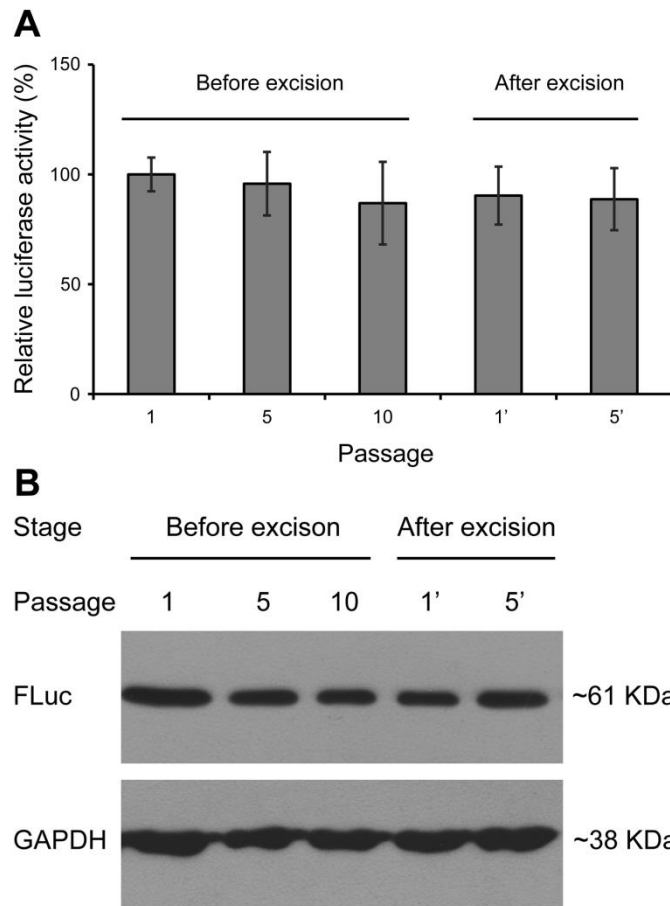 A
Relative luciferase activity (%)
150
100
50
0
Before excision
After excision
1 5 10 1’ 5’
Passage
B
Stage Before excison After excision
Passage 1 5 10 1’ 5’
FLuc ~61 KDa
GAPDH ~38 KDa